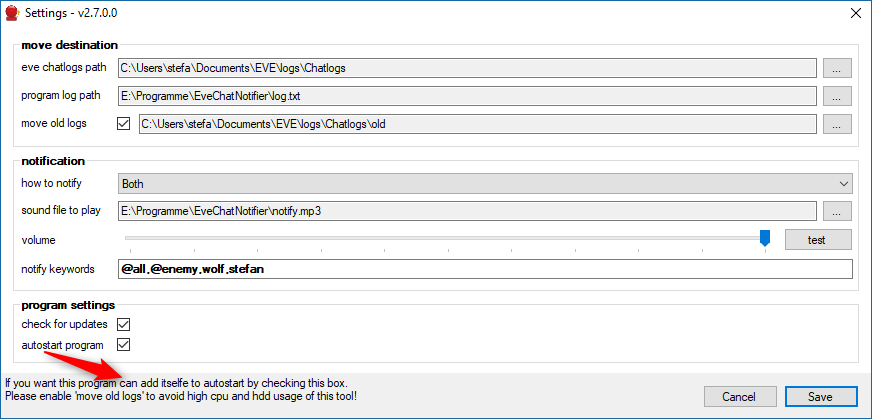 Settings - v2.7.0.0
move destination
eve chatlogs path C:\Users\stefa\Documents\EVE\logs\Chatlogs ...
program log path E:\Programme\EveChatNotifier\log.txt ...
move old logs C:\Users\stefa\Documents\EVE\logs\Chatlogs\old ...
notification
how to notify Both
sound file to play E:\Programme\EveChatNotifier\notify.mp3 ...
volume test
notify keywords @all,@enemy,wolf,stefan
program settings
check for updates
autostart program
If you want this program can add itselfe to autostart by checking this box.
Please enable 'move old logs' to avoid high cpu and hdd usage of this tool!
Cancel Save